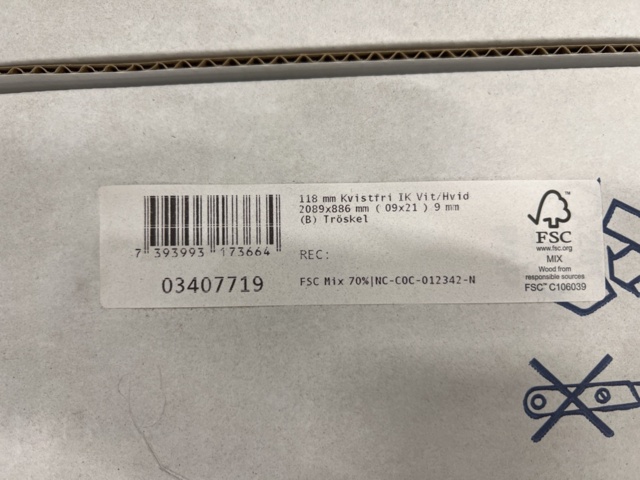 118 mm Kvistfri IK Vit/Hvid
2089x886 mm ( 09x21 ) 9 mm
(B) Tröskel
7 393993 173664
REC:
03407719
FSC Mix 70%|NC-COC-012342-N
FSC
www.fsc.org
MIX
Wood from
responsible sources
FSC™ C106039